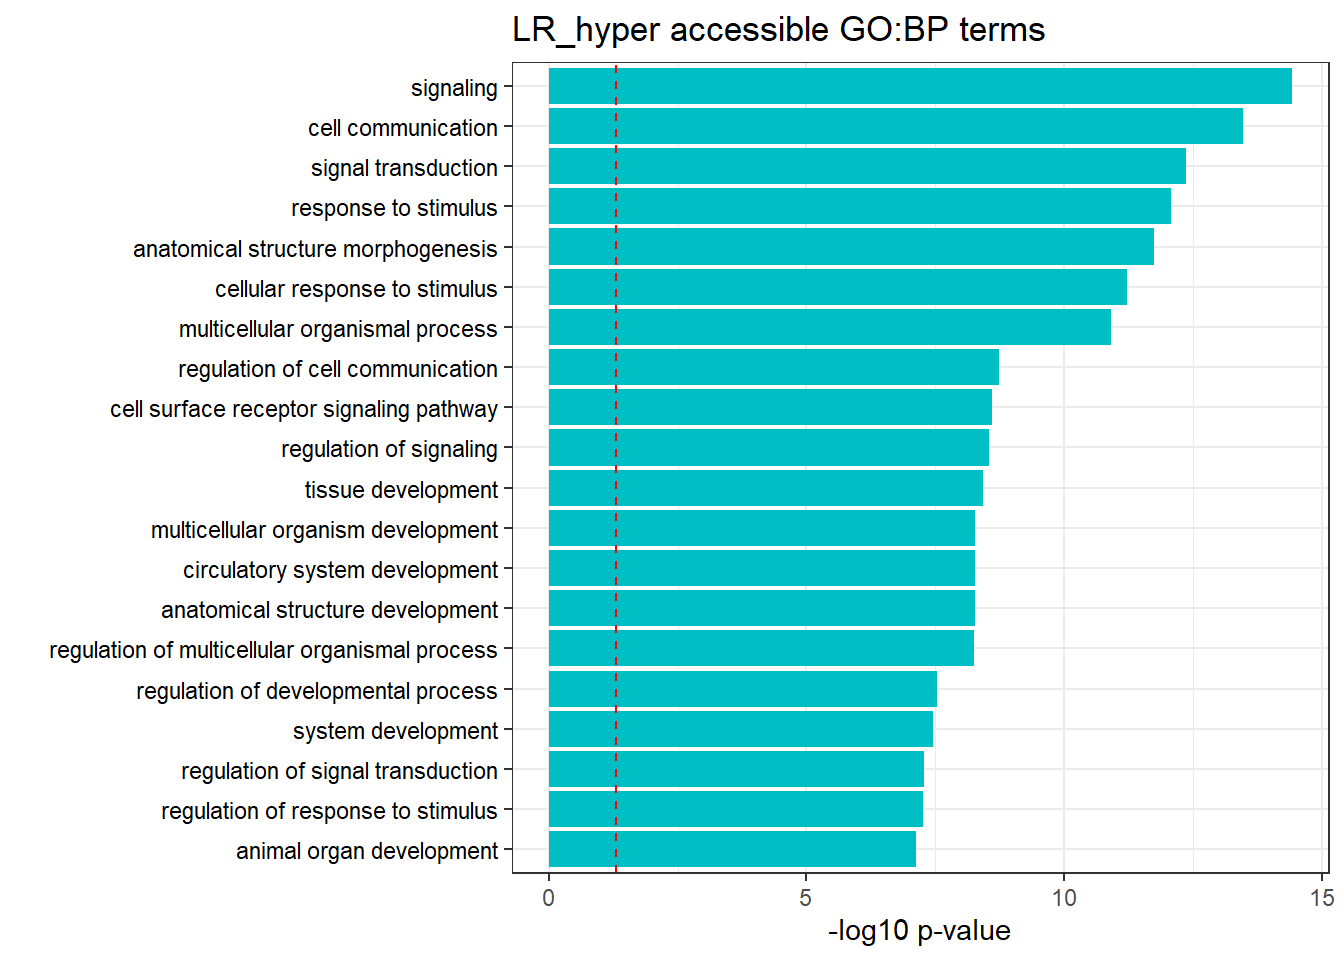 LR_hyper accessible GO:BP terms
signaling
cell communication
signal transduction
response to stimulus
anatomical structure morphogenesis
cellular response to stimulus
multicellular organismal process
regulation of cell communication
cell surface receptor signaling pathway
regulation of signaling
tissue development
multicellular organism development
circulatory system development
anatomical structure development
regulation of multicellular organismal process
regulation of developmental process
system development
regulation of signal transduction
regulation of response to stimulus
animal organ development
0 5 10 15
-log10 p-value